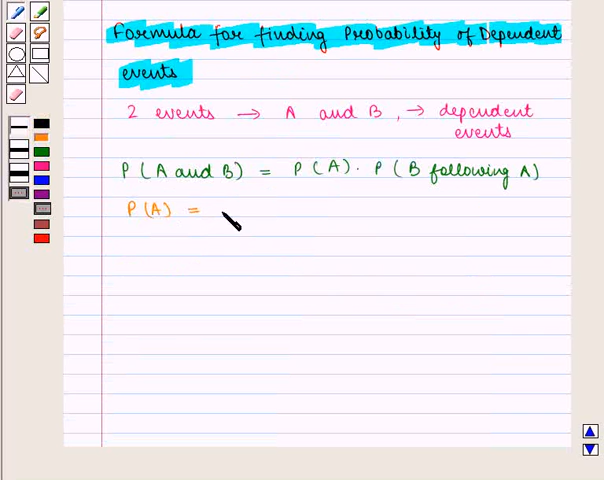 Formula for finding Probability of Dependent
events
2 events → A and B, → dependent
events
P (A and B) = P (A) . P (B following A)
P (A) =